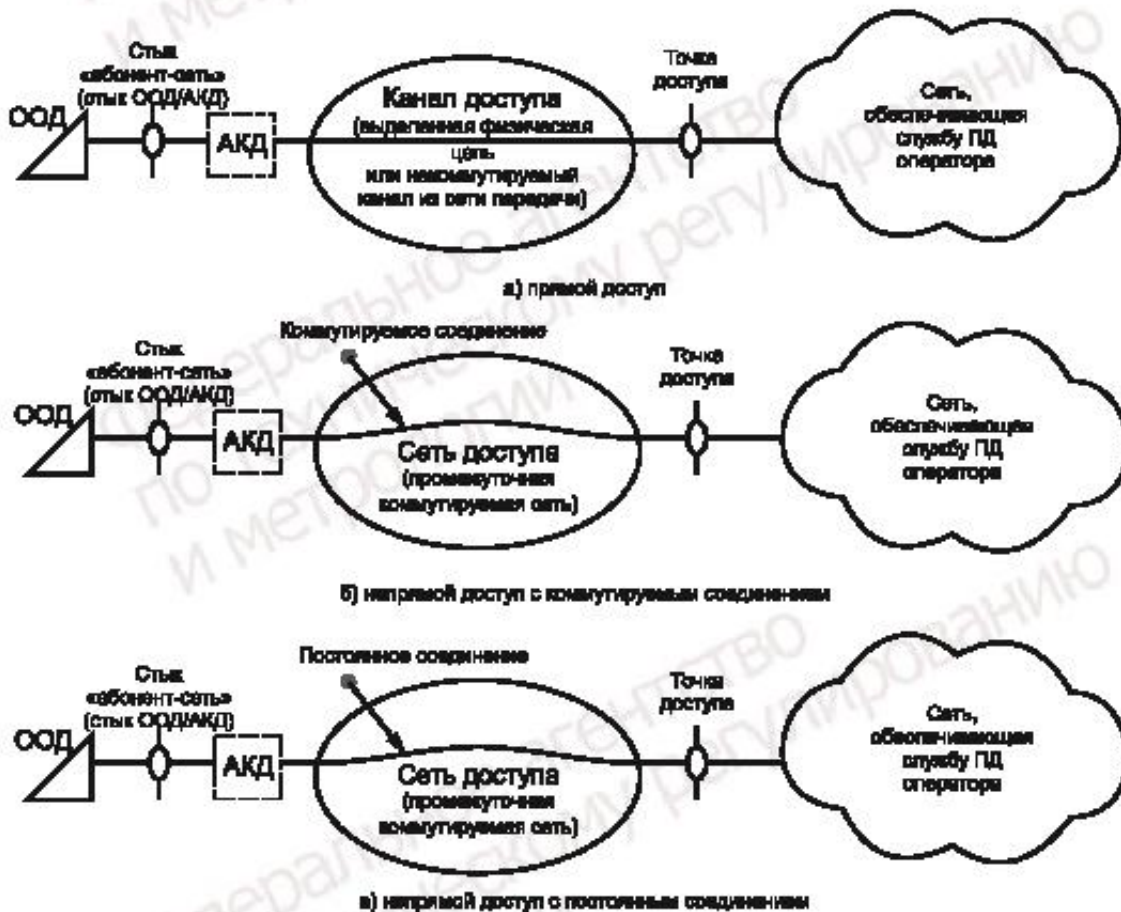 Стык
«абонент-сеть»
(стык ООД/АКД)
ООД
АКД
Канал доступа
(выделенная физическая
цепь
или некоммутируемый
канал из сети передачи)
Точка
доступа
Сеть,
обеспечивающая
службу ПД
оператора
а) прямой доступ
Коммутируемое соединение
Стык
«абонент-сеть»
(стык ООД/АКД)
ООД
АКД
Сеть доступа
(промежуточная
коммутируемая сеть)
Точка
доступа
Сеть,
обеспечивающая
службу ПД
оператора
б) непрямой доступ с коммутируемым соединением
Постоянное соединение
Стык
«абонент-сеть»
(стык ООД/АКД)
ООД
АКД
Сеть доступа
(промежуточная
коммутируемая сеть)
Точка
доступа
Сеть,
обеспечивающая
службу ПД
оператора
в) непрямой доступ с постоянным соединением